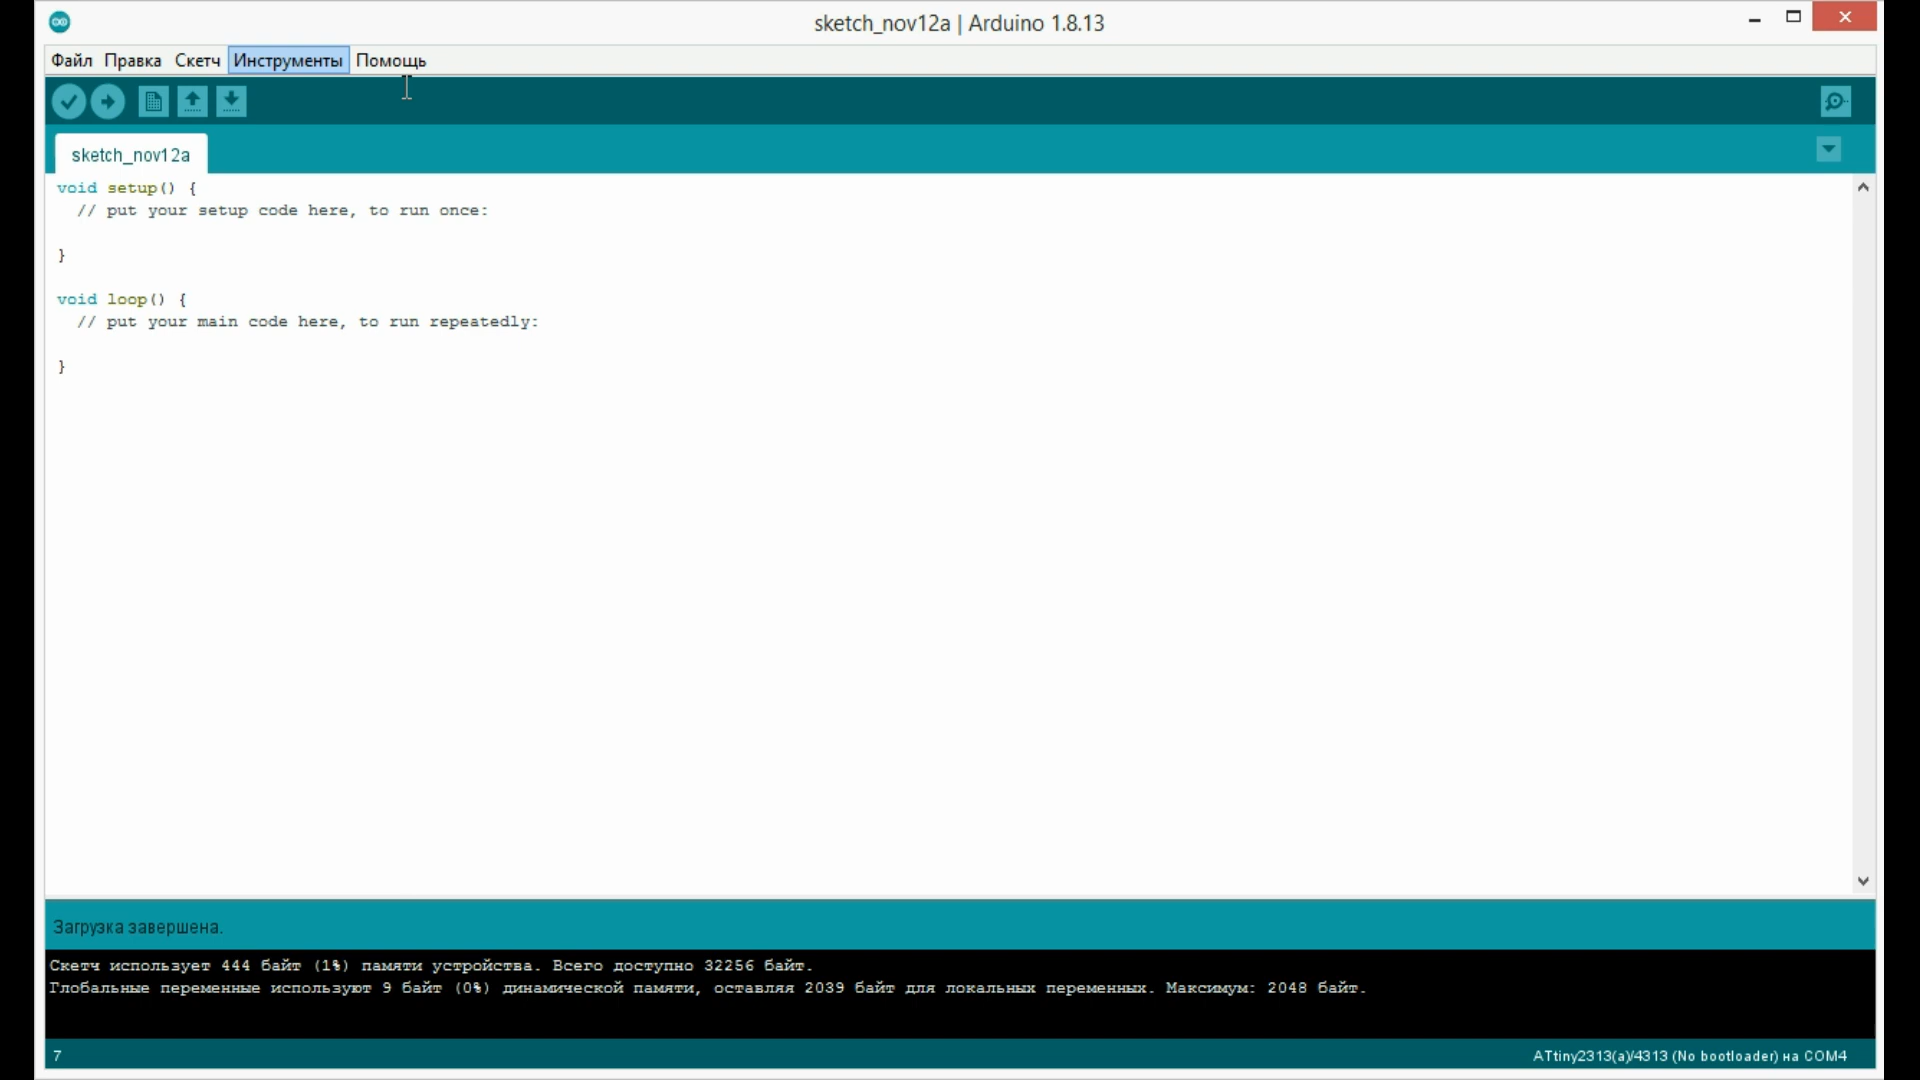 sketch_nov12a | Arduino 1.8.13
Файл Правка Скетч Инструменты Помощь
sketch_nov12a
void setup() {
  // put your setup code here, to run once:
}
void loop() {
  // put your main code here, to run repeatedly:
}
Загрузка завершена.
Скетч использует 444 байт (1%) памяти устройства. Всего доступно 32256 байт.
Глобальные переменные используют 9 байт (0%) динамической памяти, оставляя 2039 байт для локальных переменных. Максимум: 2048 байт.
7 ATtiny2313(a)/4313 (No bootloader) на COM4